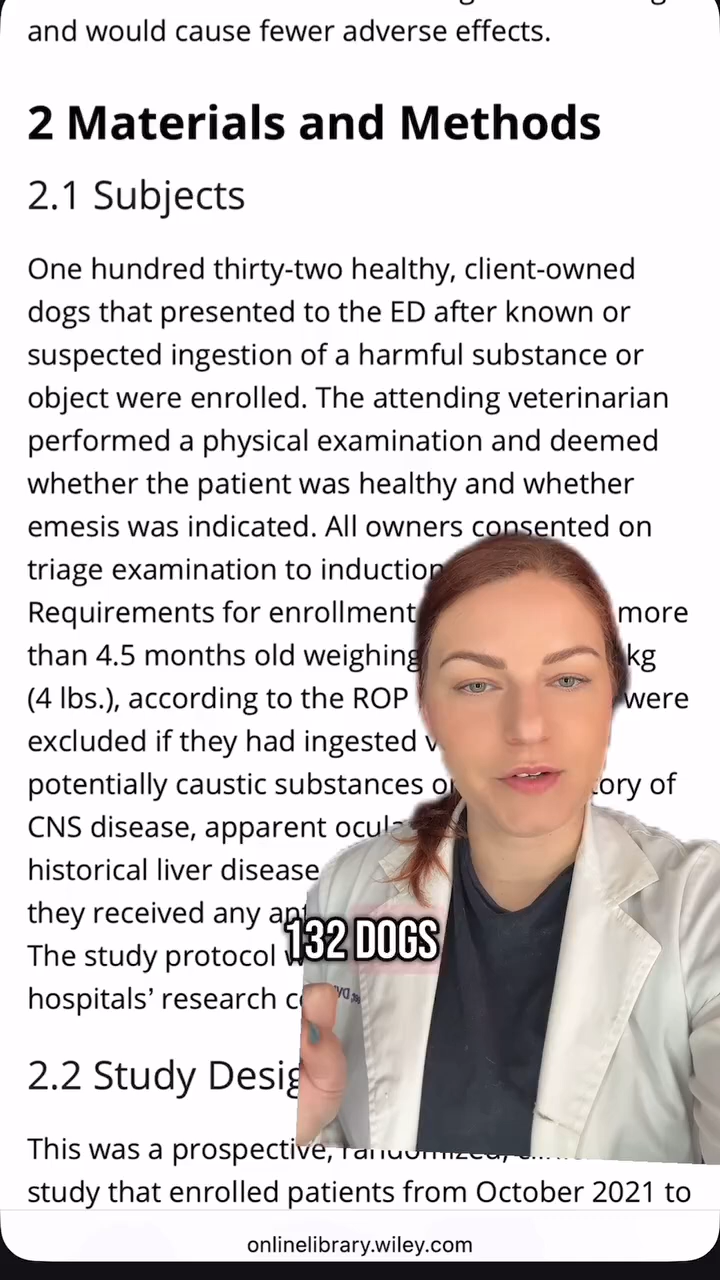 and would cause fewer adverse effects.
2 Materials and Methods
2.1 Subjects
One hundred thirty-two healthy, client-owned
dogs that presented to the ED after known or
suspected ingestion of a harmful substance or
object were enrolled. The attending veterinarian
performed a physical examination and deemed
whether the patient was healthy and whether
emesis was indicated. All owners consented on
triage examination to induction
Requirements for enrollment more
than 4.5 months old weighing kg
(4 lbs.), according to the ROP were
excluded if they had ingested
potentially caustic substances of
CNS disease, apparent
historical liver disease
they received any
132 DOGS
The study protocol
hospitals’ research
2.2 Study
This was a prospective,
study that enrolled patients from October 2021 to
onlinelibrary.wiley.com